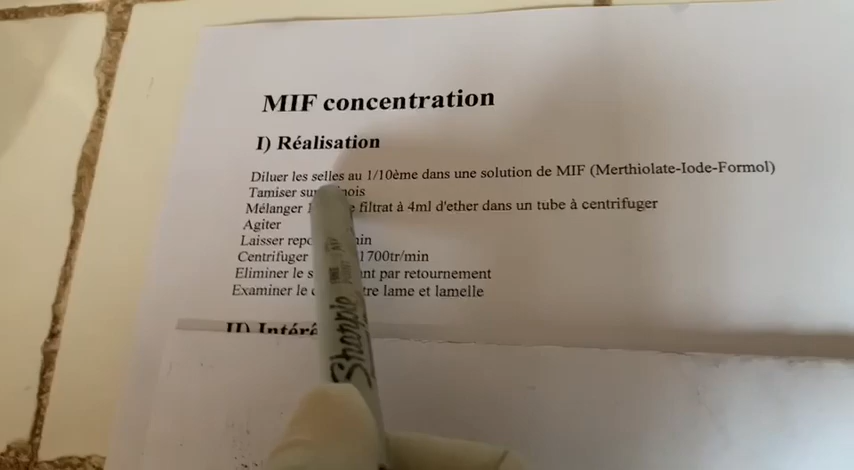 MIF concentration
I) Réalisation
Diluer les selles au 1/10ème dans une solution de MIF (Merthiolate-Iode-Formol)
Tamiser
Mélanger filtrat à 4ml d'ether dans un tube à centrifuger
Agiter
Laisser
Centrifuger 1700tr/min
Eliminer le par retournement
Examiner le lame et lamelle
II)
Sharpie